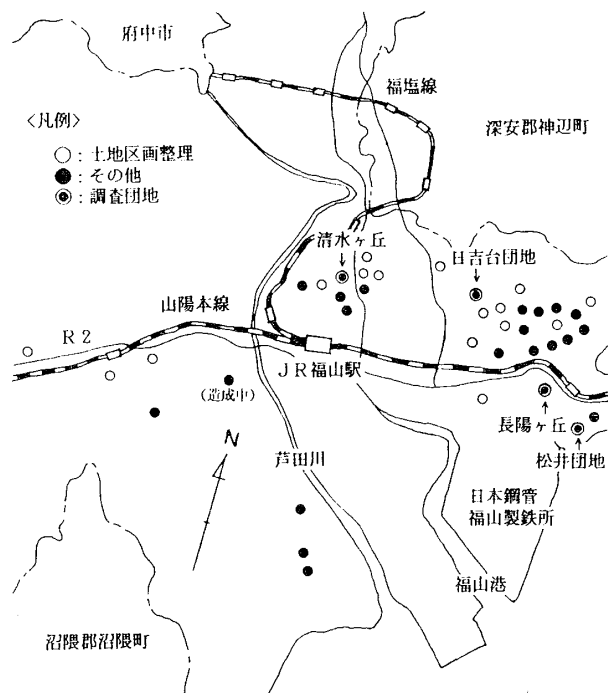 府中市
福塩線
<凡例>
深安郡神辺町
○：土地区画整理
●：その他
◉：調査団地
清水ヶ丘
日吉台団地
山陽本線
R2
JR福山駅
(造成中)
長陽ヶ丘
N
芦田川
松井団地
日本鋼管
福山製鉄所
福山港
沼隈郡沼隈町